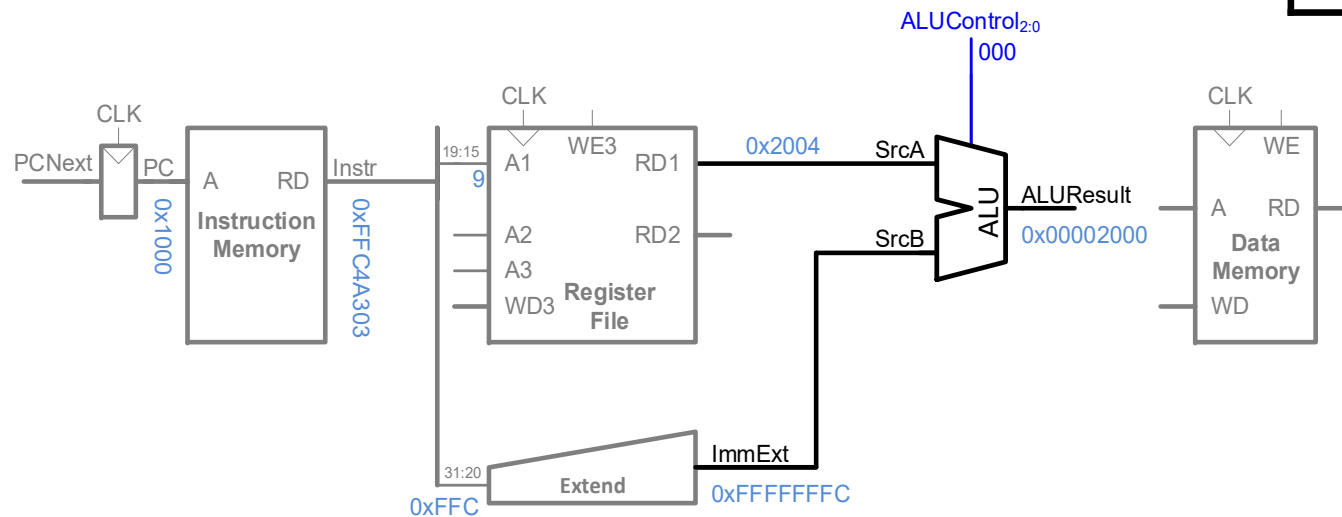 ALUControl2:0
000
CLK
CLK
CLK
PCNext
PC
0x1000
A
RD
Instruction
Memory
Instr
0xFFC4A303
19:15
9
A1
WE3
RD1
A2
RD2
A3
WD3
Register
File
0x2004
SrcA
SrcB
ALU
ALUResult
0x00002000
WE
A
RD
Data
Memory
WD
31:20
0xFFC
Extend
ImmExt
0xFFFFFFFC